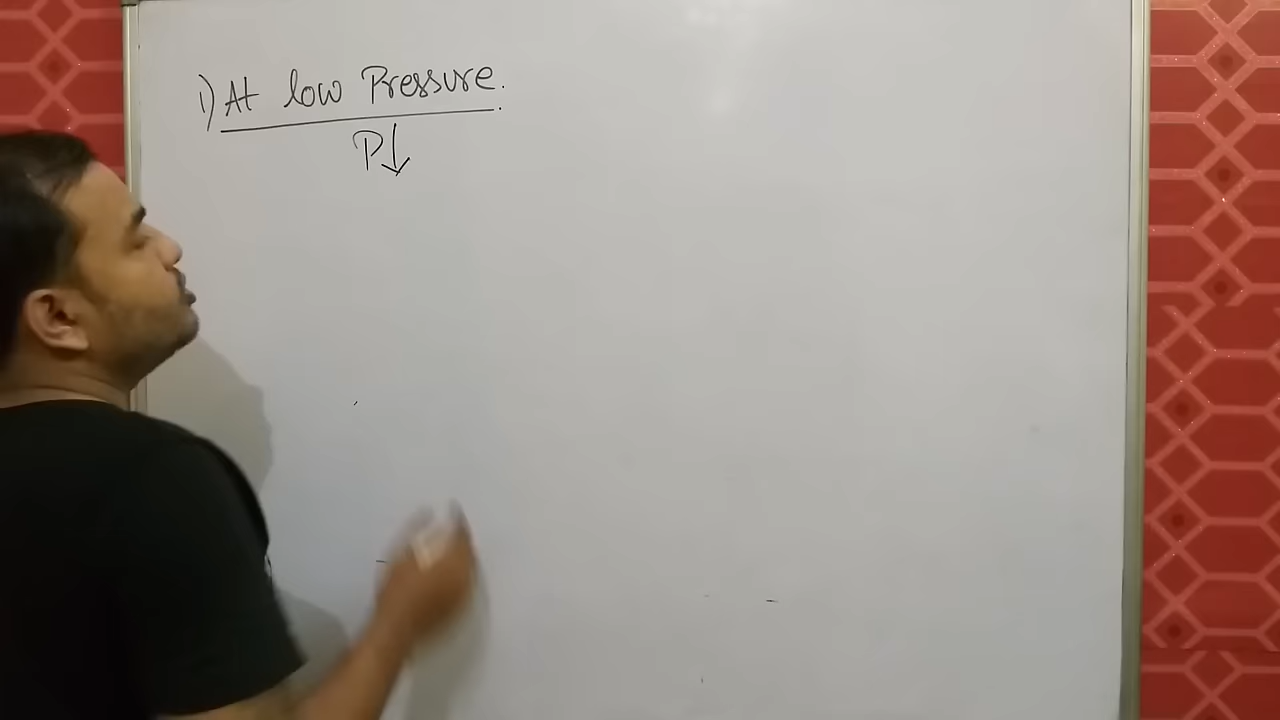 1) At low Pressure.
P↓